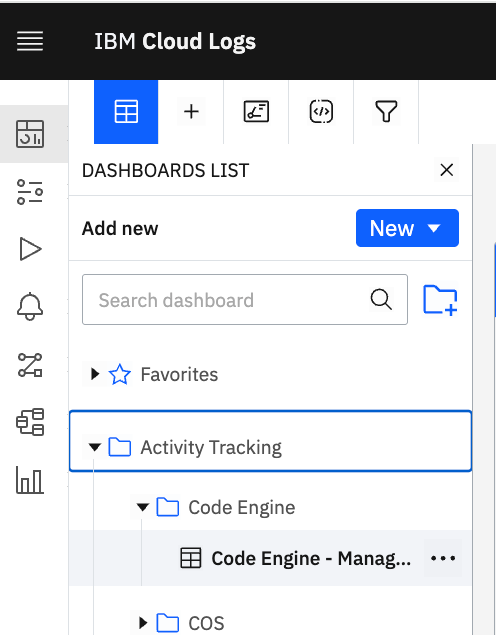 IBM Cloud Logs
DASHBOARDS LIST
Add new
New
Search dashboard
Favorites
Activity Tracking
Code Engine
Code Engine - Manag...
COS